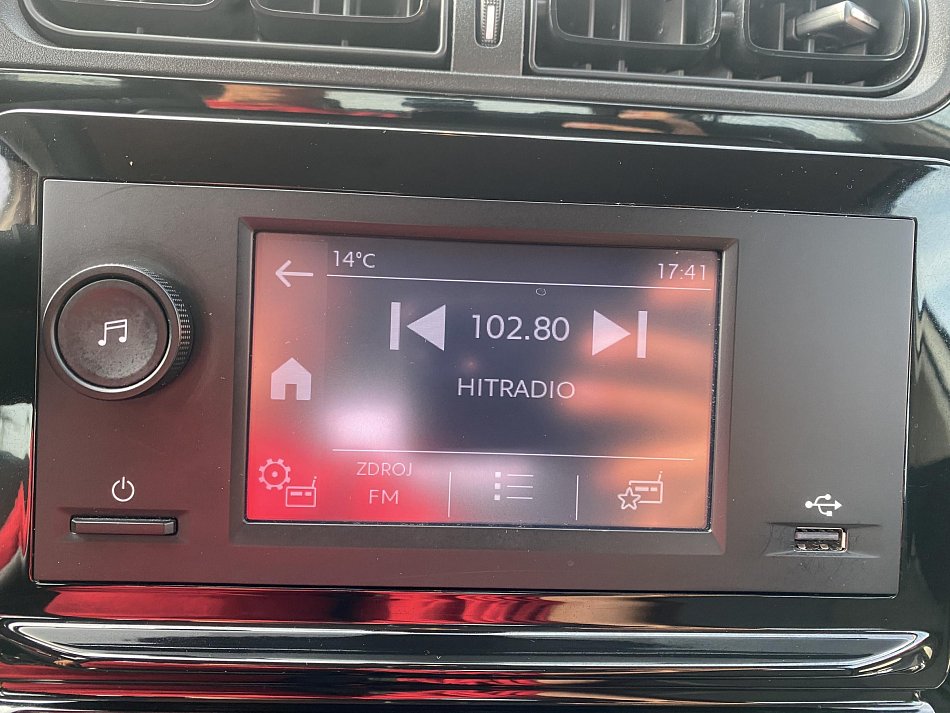 14°C
17:41
102.80
HITRADIO
ZDROJ
FM